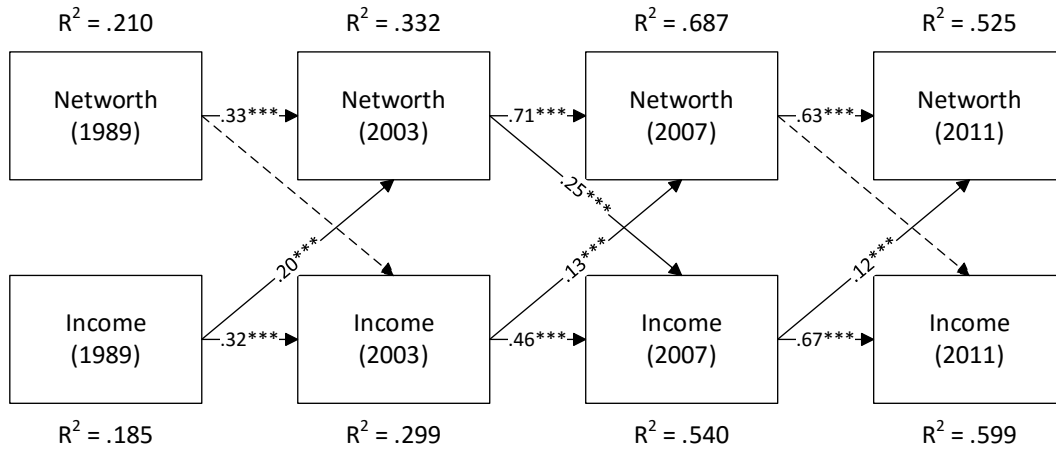 R² = .210
R² = .332
R² = .687
R² = .525
Networth
(1989)
Networth
(2003)
Networth
(2007)
Networth
(2011)
.33***
.71***
.63***
.25***
.20***
.13***
.12***
Income
(1989)
Income
(2003)
Income
(2007)
Income
(2011)
.32***
.46***
.67***
R² = .185
R² = .299
R² = .540
R² = .599